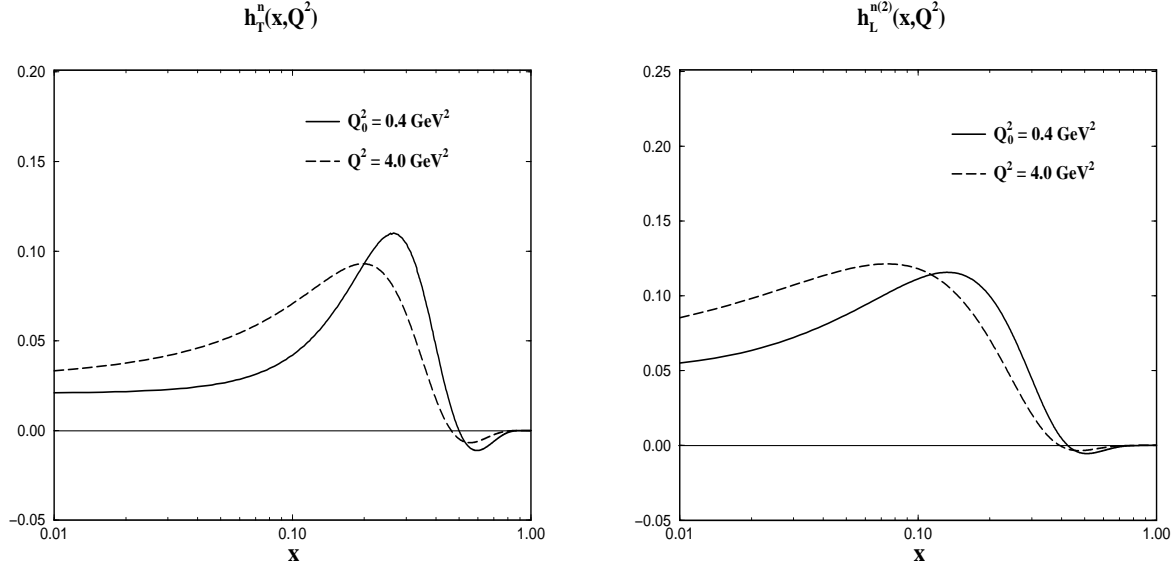 h_T^n(x,Q^2)
0.20
0.15
0.10
0.05
0.00
−0.05
Q_0^2 = 0.4 GeV^2
Q^2 = 4.0 GeV^2
0.01 0.10 1.00
x
h_L^{n(2)}(x,Q^2)
0.25
0.20
0.15
0.10
0.05
0.00
−0.05
Q_0^2 = 0.4 GeV^2
Q^2 = 4.0 GeV^2
0.01 0.10 1.00
x